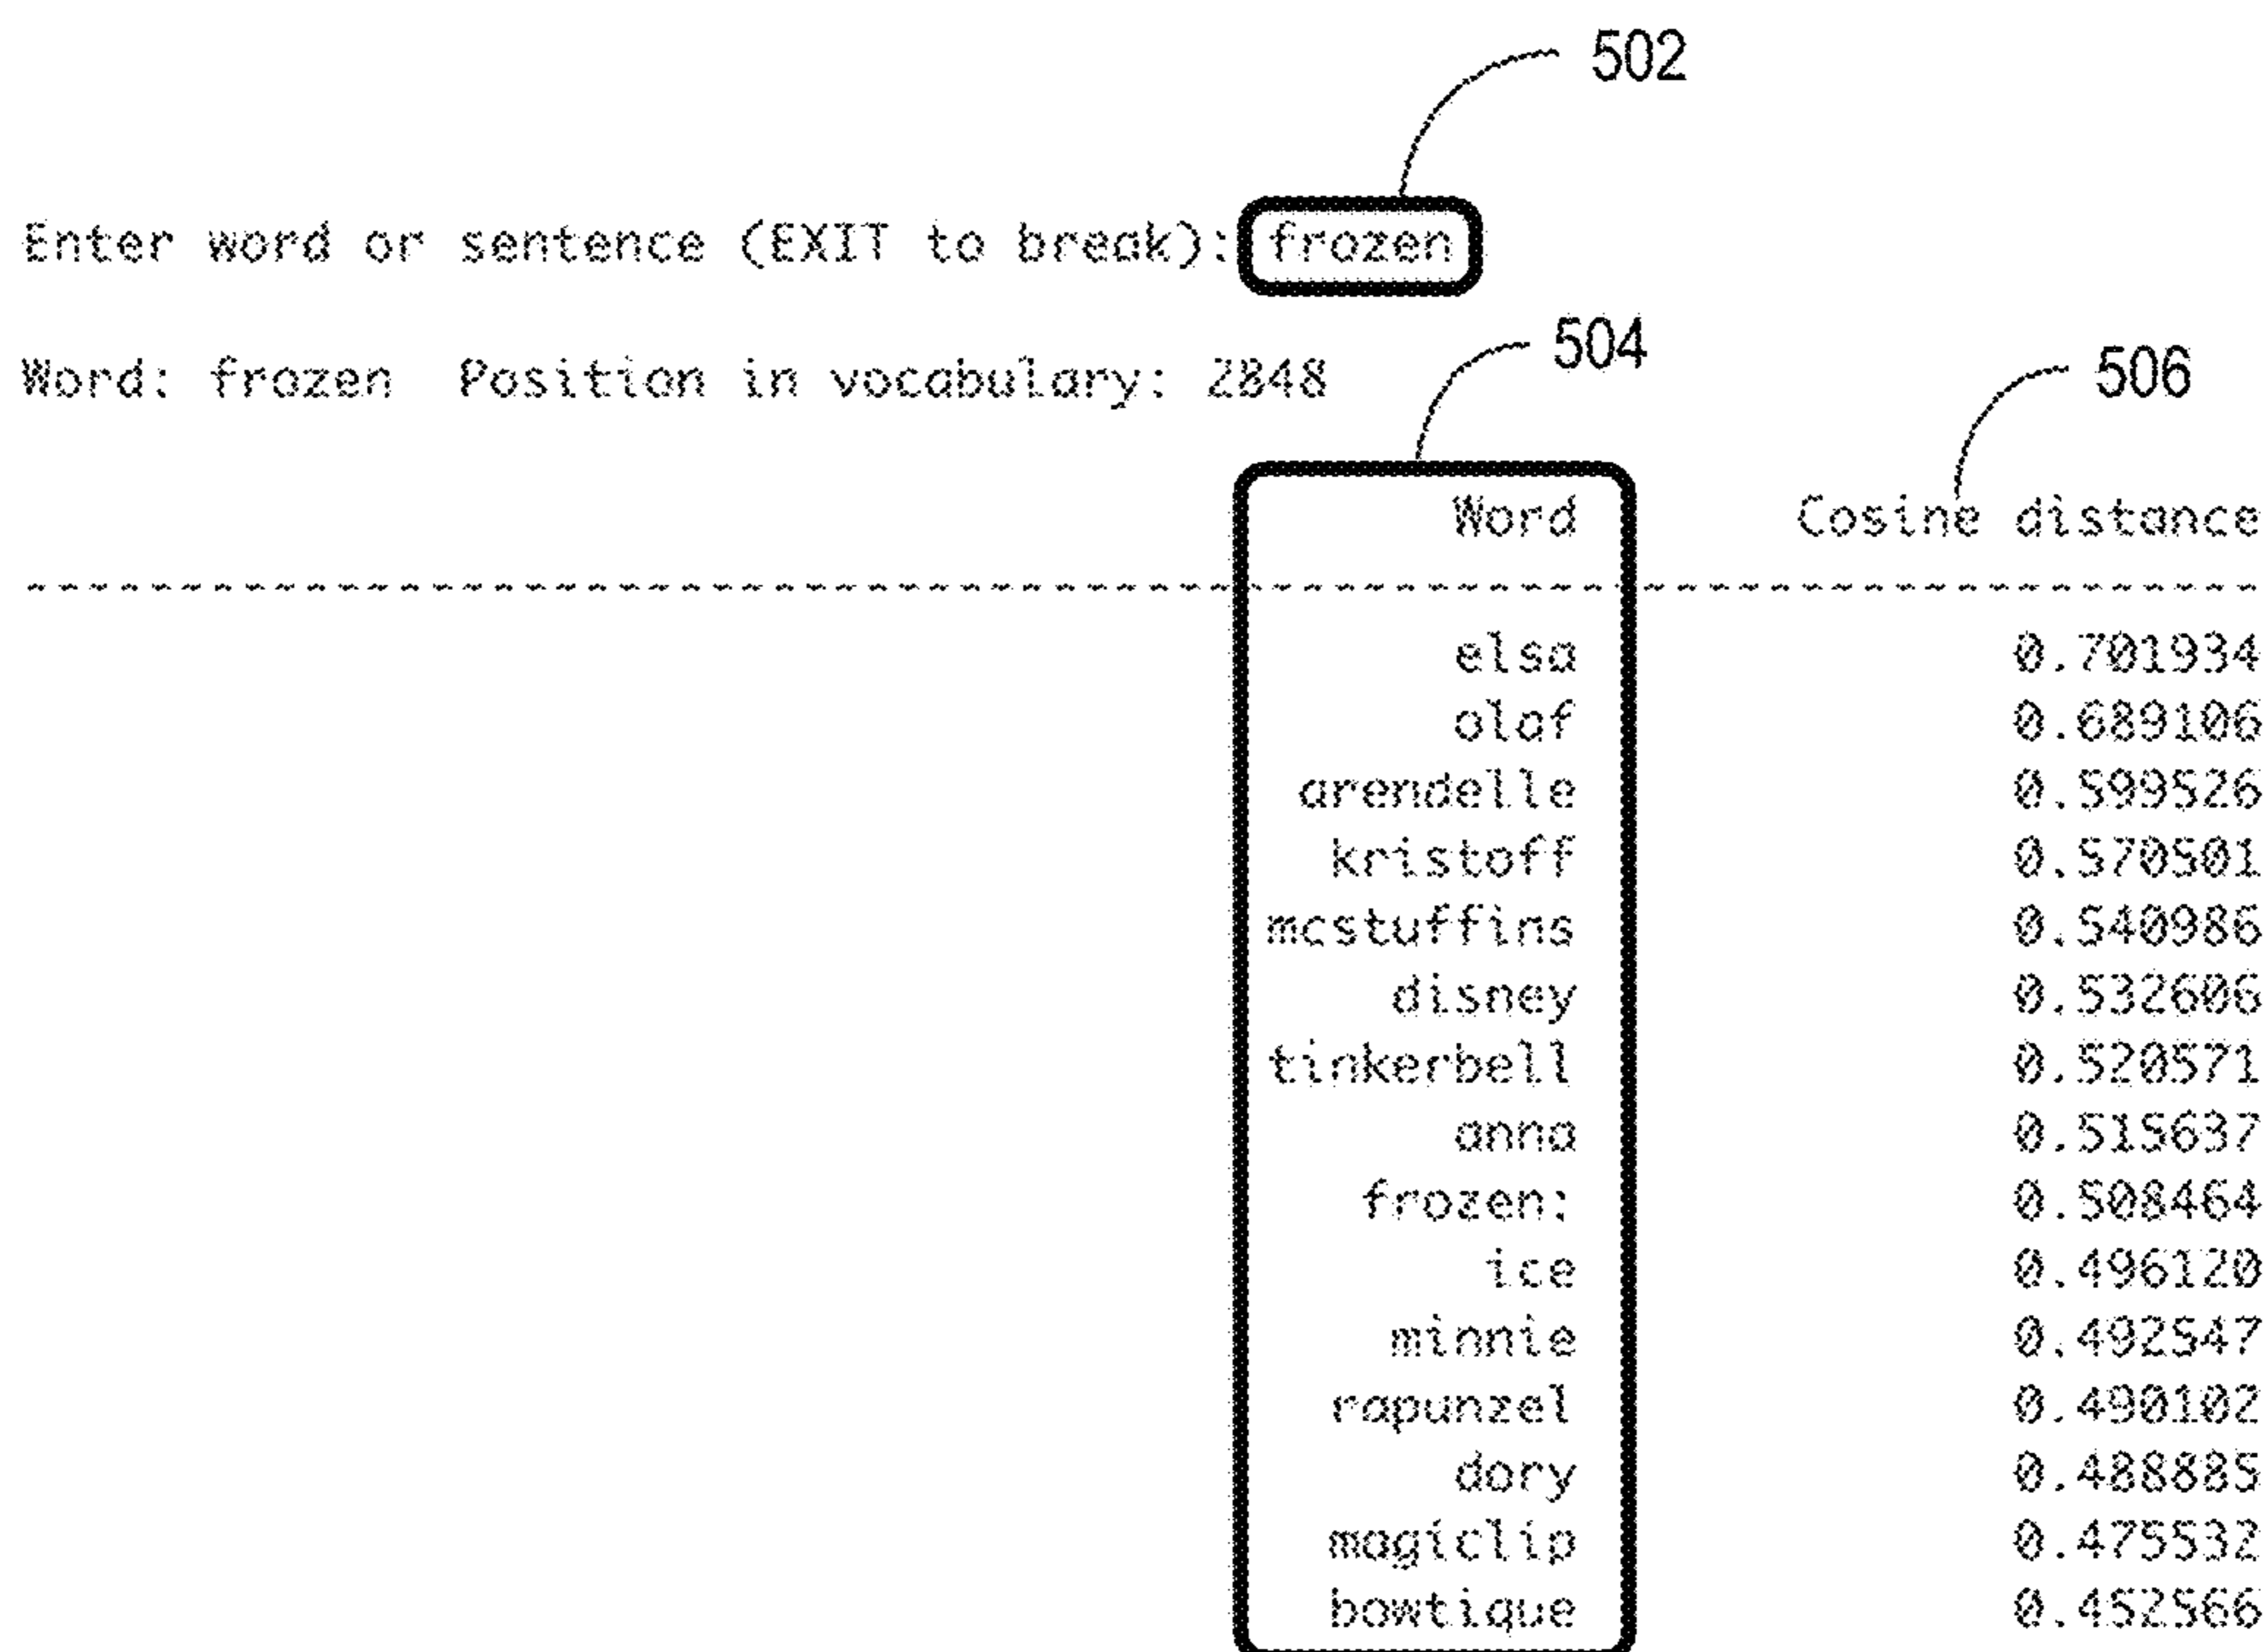 502
Enter word or sentence (EXIT to break): frozen
504
Word: frozen  Position in vocabulary: 2848
506
Word Cosine distance
------------------------------------------------------------------------
elsa 0.701934
olaf 0.689106
arendelle 0.599526
kristoff 0.570501
mcstuffins 0.540986
disney 0.532606
tinkerbell 0.520571
anna 0.515637
frozen: 0.508464
ice 0.496120
minnie 0.492547
rapunzel 0.490102
dory 0.488885
magiclip 0.475532
bowtique 0.452566